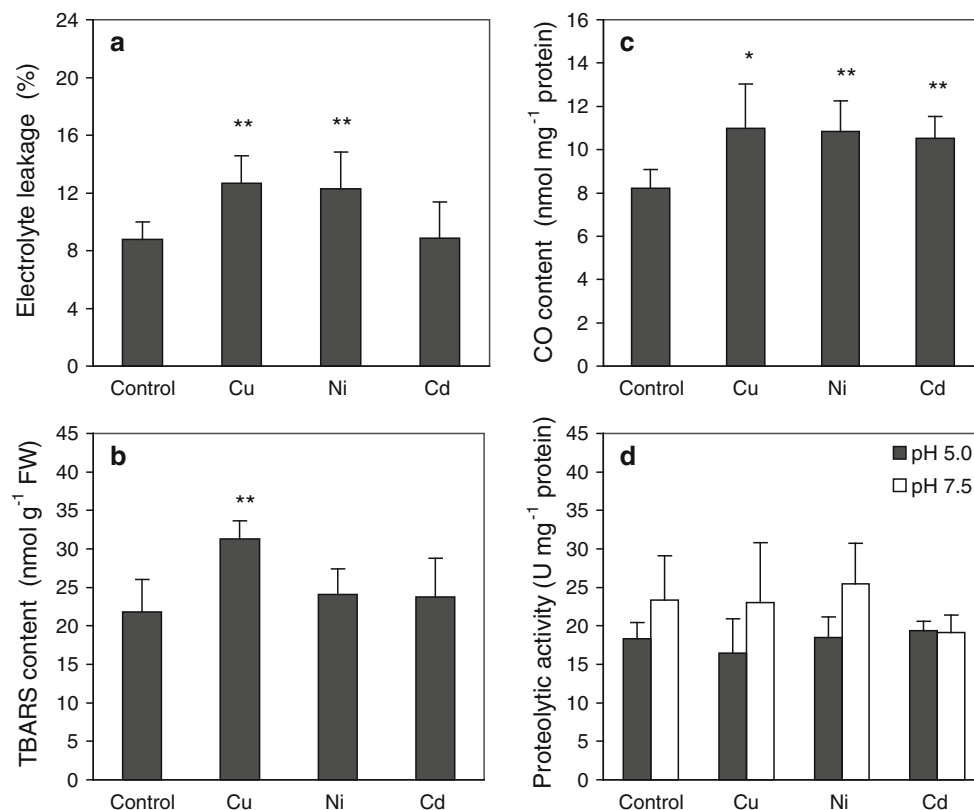 a
Electrolyte leakage (%)
24
20
16
12
8
4
0
** **
Control Cu Ni Cd
c
CO content (nmol mg⁻¹ protein)
16
14
12
10
8
6
4
2
0
* ** **
Control Cu Ni Cd
b
TBARS content (nmol g⁻¹ FW)
45
40
35
30
25
20
15
10
5
0
**
Control Cu Ni Cd
d
Proteolytic activity (U mg⁻¹ protein)
45
40
35
30
25
20
15
10
5
0
pH 5.0
pH 7.5
Control Cu Ni Cd